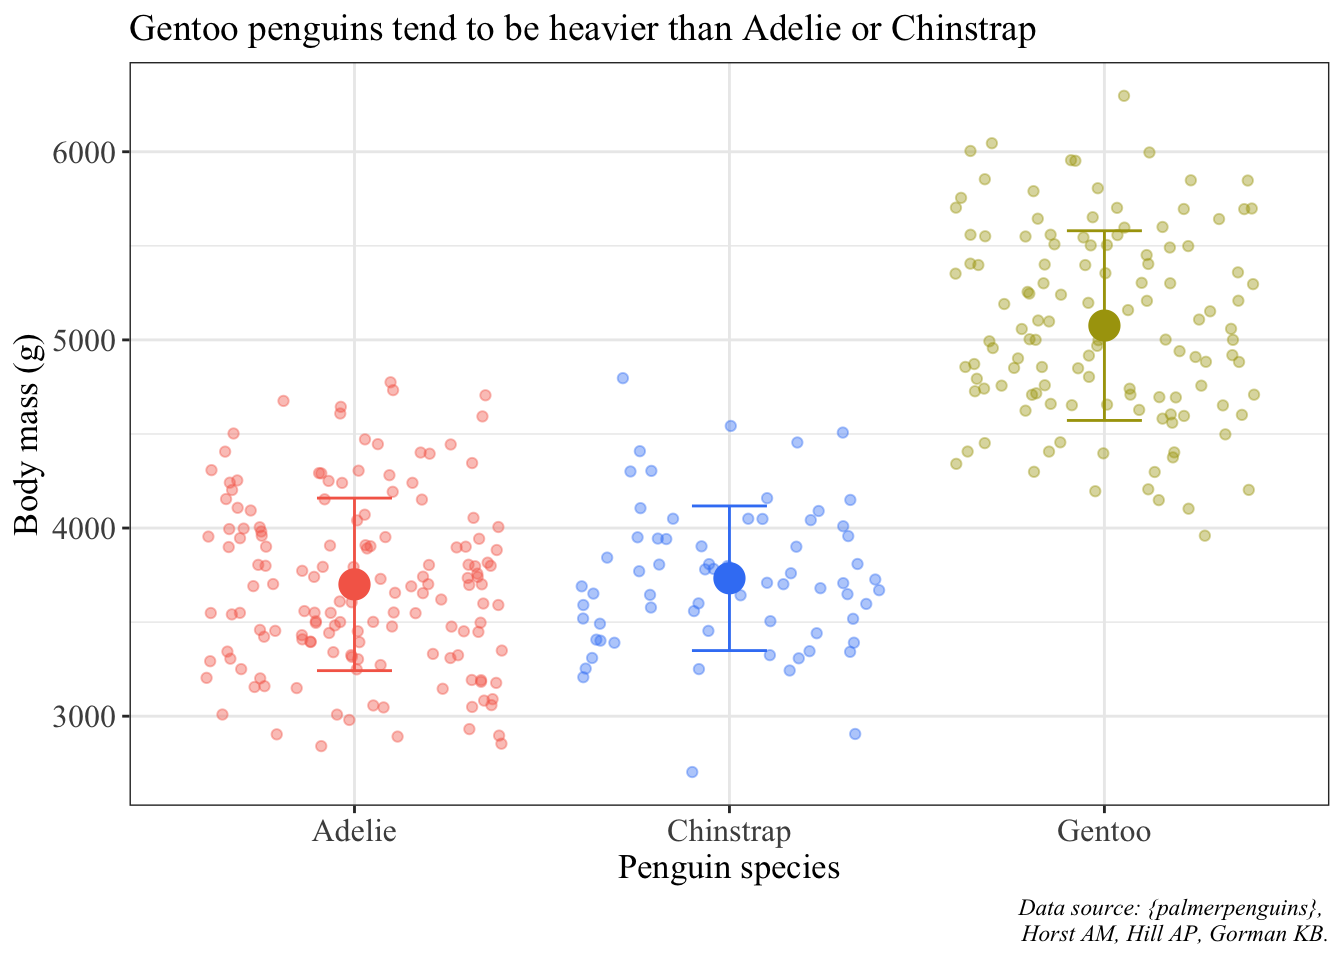 Gentoo penguins tend to be heavier than Adelie or Chinstrap
Body mass (g)
6000
5000
4000
3000
Adelie Chinstrap Gentoo
Penguin species
Data source: {palmerpenguins},
Horst AM, Hill AP, Gorman KB.